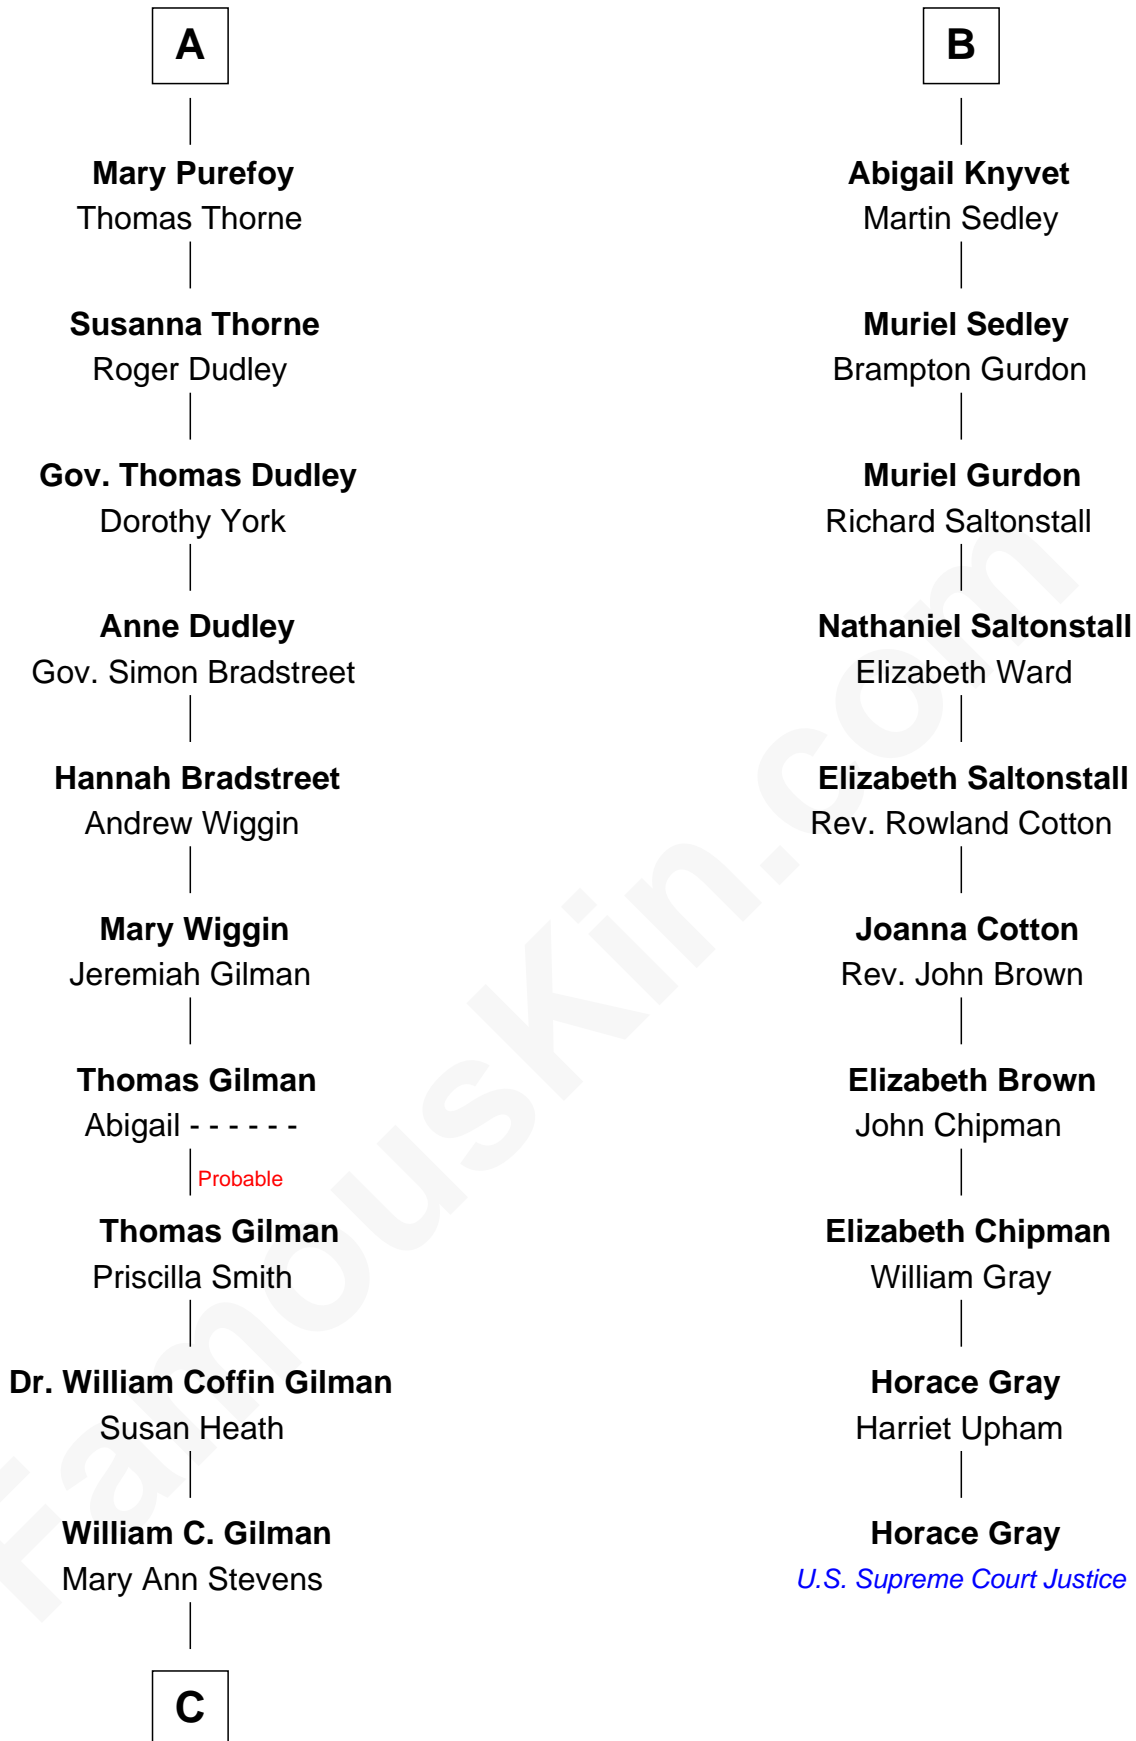 A
Mary Purefoy
Thomas Thorne
Susanna Thorne
Roger Dudley
Gov. Thomas Dudley
Dorothy York
Anne Dudley
Gov. Simon Bradstreet
Hannah Bradstreet
Andrew Wiggin
Mary Wiggin
Jeremiah Gilman
Thomas Gilman
Abigail - - - - - -
Probable
Thomas Gilman
Priscilla Smith
Dr. William Coffin Gilman
Susan Heath
William C. Gilman
Mary Ann Stevens
C
B
Abigail Knyvet
Martin Sedley
Muriel Sedley
Brampton Gurdon
Muriel Gurdon
Richard Saltonstall
Nathaniel Saltonstall
Elizabeth Ward
Elizabeth Saltonstall
Rev. Rowland Cotton
Joanna Cotton
Rev. John Brown
Elizabeth Brown
John Chipman
Elizabeth Chipman
William Gray
Horace Gray
Harriet Upham
Horace Gray
U.S. Supreme Court Justice
FamousKin.com